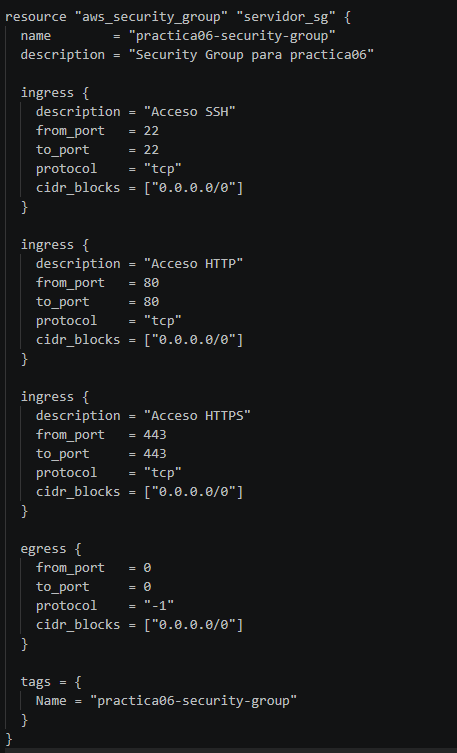 resource "aws_security_group" "servidor_sg" {
  name        = "practica06-security-group"
  description = "Security Group para practica06"

  ingress {
    description = "Acceso SSH"
    from_port   = 22
    to_port     = 22
    protocol    = "tcp"
    cidr_blocks = ["0.0.0.0/0"]
  }

  ingress {
    description = "Acceso HTTP"
    from_port   = 80
    to_port     = 80
    protocol    = "tcp"
    cidr_blocks = ["0.0.0.0/0"]
  }

  ingress {
    description = "Acceso HTTPS"
    from_port   = 443
    to_port     = 443
    protocol    = "tcp"
    cidr_blocks = ["0.0.0.0/0"]
  }

  egress {
    from_port   = 0
    to_port     = 0
    protocol    = "-1"
    cidr_blocks = ["0.0.0.0/0"]
  }

  tags = {
    Name = "practica06-security-group"
  }
}